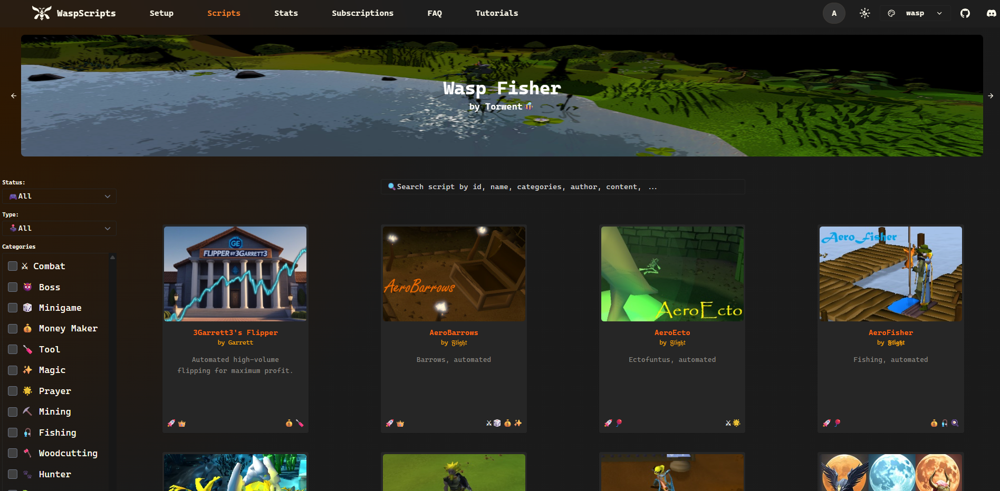 WaspScripts
Setup
Scripts
Stats
Subscriptions
FAQ
Tutorials
A
wasp
Wasp Fisher
by Torwent
Status:
All
Type:
All
Categories
Combat
Boss
Minigame
Money Maker
Tool
Magic
Prayer
Mining
Fishing
Woodcutting
Hunter
Search script by id, name, categories, author, content, ...
GE
FLIPPER BY 3GARRETT3
3Garrett3's Flipper
by Garrett
Automated high-volume
flipping for maximum profit.
AeroBarrows
AeroBarrows
by 𝔉𝔩𝔦𝔤𝔥𝔱
Barrows, automated
AeroEcto
AeroEcto
by 𝔉𝔩𝔦𝔤𝔥𝔱
Ectofuntus, automated
Aero Fisher
AeroFisher
by 𝕱𝖑𝖎𝖌𝖍𝖙
Fishing, automated